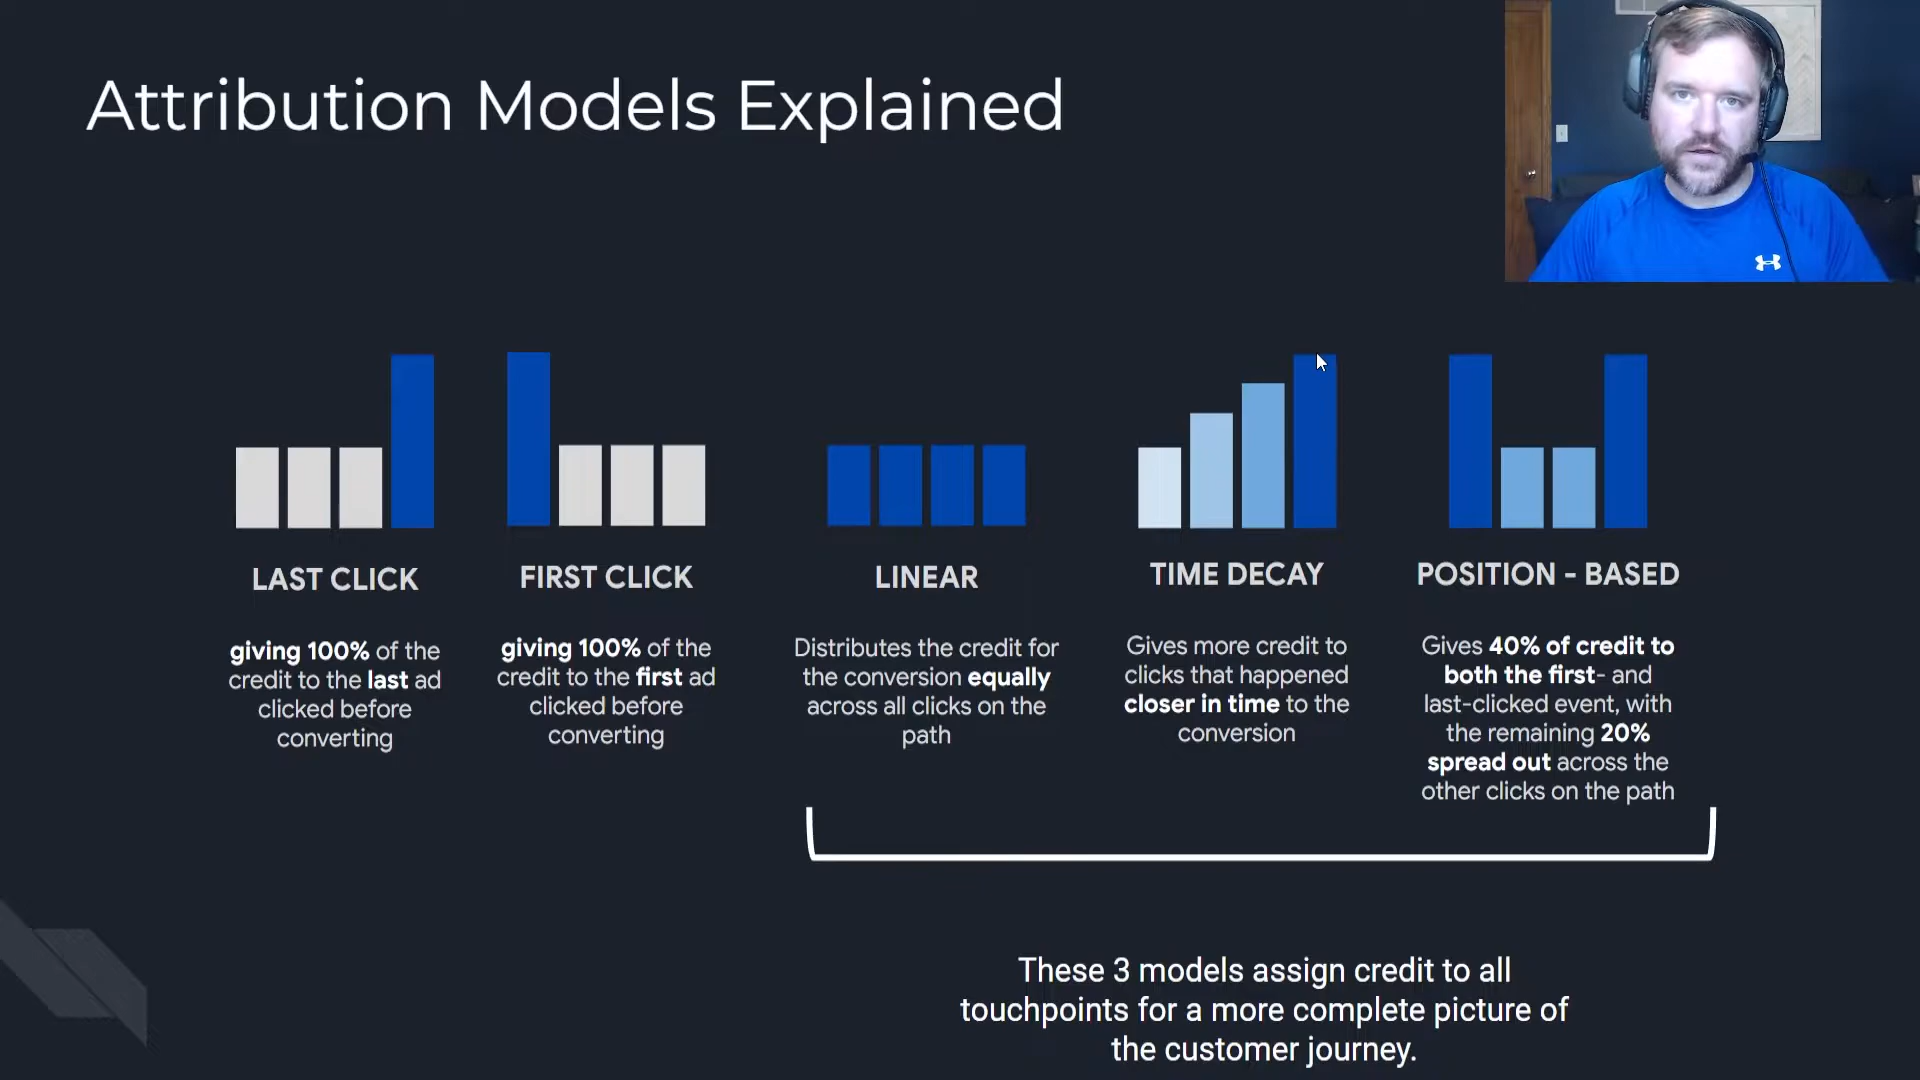 Attribution Models Explained
LAST CLICK
giving 100% of the
credit to the last ad
clicked before
converting
FIRST CLICK
giving 100% of the
credit to the first ad
clicked before
converting
LINEAR
Distributes the credit for
the conversion equally
across all clicks on the
path
TIME DECAY
Gives more credit to
clicks that happened
closer in time to the
conversion
POSITION - BASED
Gives 40% of credit to
both the first- and
last-clicked event, with
the remaining 20%
spread out across the
other clicks on the path
These 3 models assign credit to all
touchpoints for a more complete picture of
the customer journey.